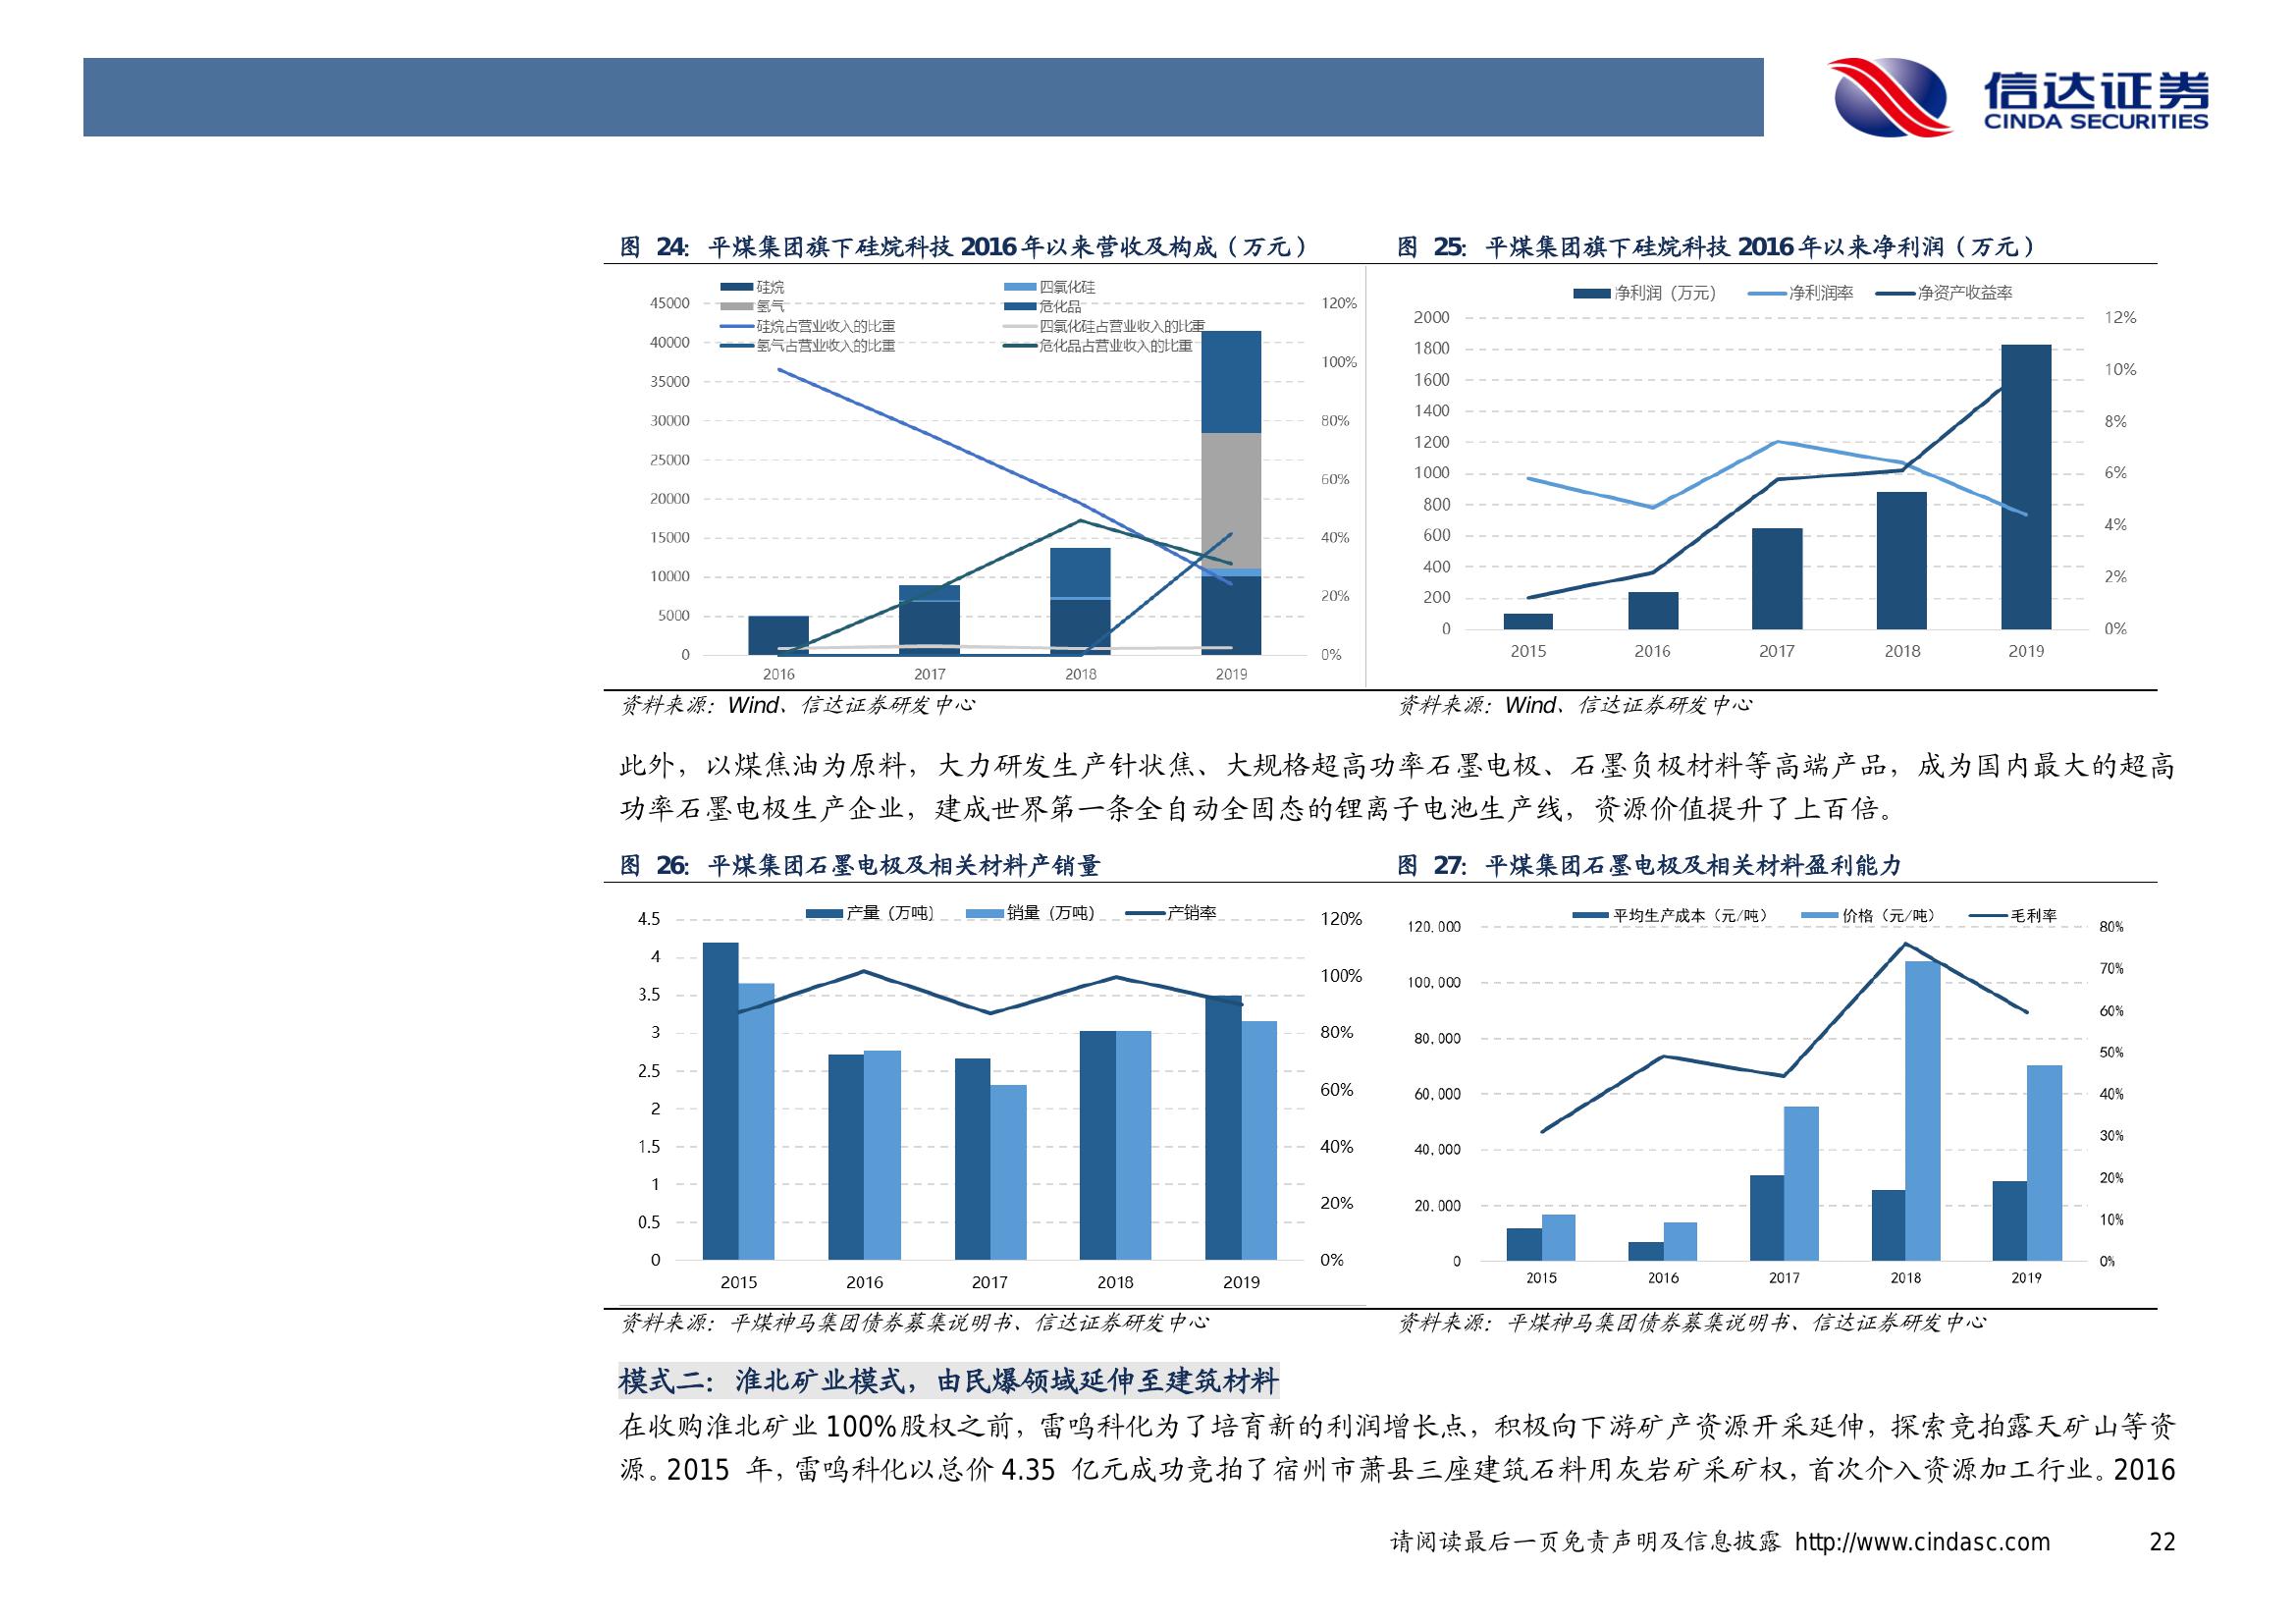 信达证券
CINDA SECURITIES
图 24：平煤集团旗下硅烷科技 2016 年以来营收及构成（万元）
硅烷
四氯化硅
氢气
危化品
硅烷占营业收入的比重
四氯化硅占营业收入的比重
氢气占营业收入的比重
危化品占营业收入的比重
45000
40000
35000
30000
25000
20000
15000
10000
5000
0
120%
100%
80%
60%
40%
20%
0%
2016 2017 2018 2019
资料来源：Wind、信达证券研发中心
图 25：平煤集团旗下硅烷科技 2016 年以来净利润（万元）
净利润（万元） 净利润率 净资产收益率
2000
1800
1600
1400
1200
1000
800
600
400
200
0
12%
10%
8%
6%
4%
2%
0%
2015 2016 2017 2018 2019
资料来源：Wind、信达证券研发中心
此外，以煤焦油为原料，大力研发生产针状焦、大规格超高功率石墨电极、石墨负极材料等高端产品，成为国内最大的超高
功率石墨电极生产企业，建成世界第一条全自动全固态的锂离子电池生产线，资源价值提升了上百倍。
图 26：平煤集团石墨电极及相关材料产销量
产量（万吨） 销量（万吨） 产销率
4.5
4
3.5
3
2.5
2
1.5
1
0.5
0
120%
100%
80%
60%
40%
20%
0%
2015 2016 2017 2018 2019
资料来源：平煤神马集团债券募集说明书、信达证券研发中心
图 27：平煤集团石墨电极及相关材料盈利能力
平均生产成本（元/吨） 价格（元/吨） 毛利率
120,000
100,000
80,000
60,000
40,000
20,000
0
80%
70%
60%
50%
40%
30%
20%
10%
0%
2015 2016 2017 2018 2019
资料来源：平煤神马集团债券募集说明书、信达证券研发中心
模式二：淮北矿业模式，由民爆领域延伸至建筑材料
在收购淮北矿业 100%股权之前，雷鸣科化为了培育新的利润增长点，积极向下游矿产资源开采延伸，探索竞拍露天矿山等资
源。2015 年，雷鸣科化以总价 4.35 亿元成功竞拍了宿州市萧县三座建筑石料用灰岩矿采矿权，首次介入资源加工行业。2016
请阅读最后一页免责声明及信息披露 http://www.cindasc.com 22